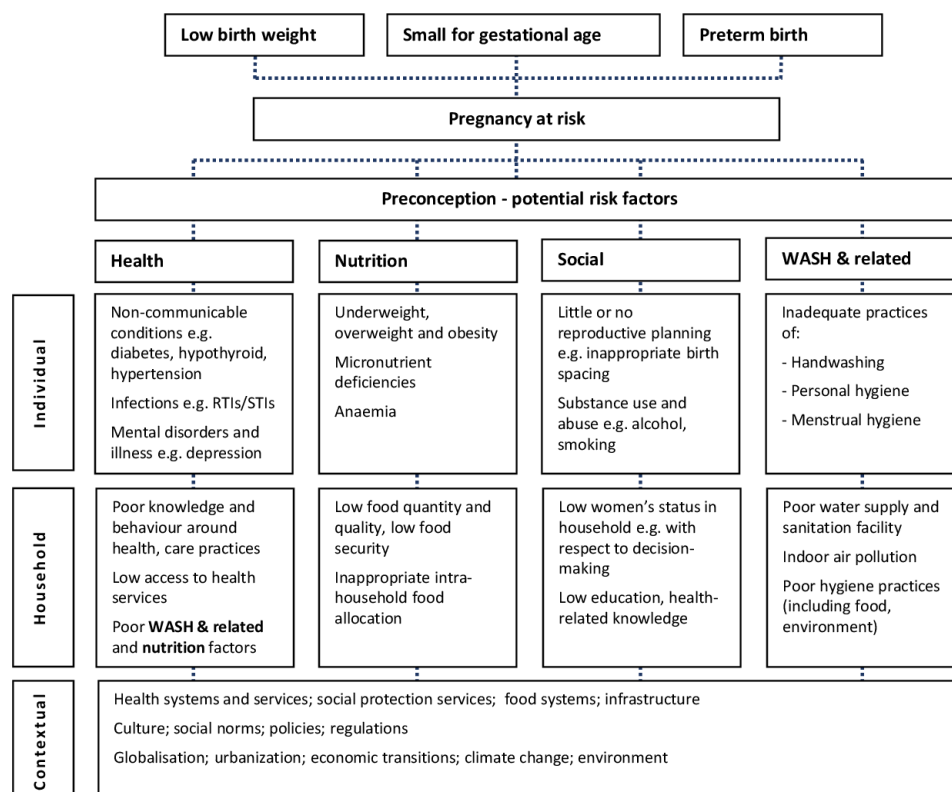 Low birth weight
Small for gestational age
Preterm birth
Pregnancy at risk
Preconception - potential risk factors
Health
Nutrition
Social
WASH & related
Individual
Non-communicable
conditions e.g.
diabetes, hypothyroid,
hypertension
Infections e.g. RTIs/STIs
Mental disorders and
illness e.g. depression
Underweight,
overweight and obesity
Micronutrient
deficiencies
Anaemia
Little or no
reproductive planning
e.g. inappropriate birth
spacing
Substance use and
abuse e.g. alcohol,
smoking
Inadequate practices
of:
- Handwashing
- Personal hygiene
- Menstrual hygiene
Household
Poor knowledge and
behaviour around
health, care practices
Low access to health
services
Poor WASH & related
and nutrition factors
Low food quantity and
quality, low food
security
Inappropriate intra-
household food
allocation
Low women’s status in
household e.g. with
respect to decision-
making
Low education, health-
related knowledge
Poor water supply and
sanitation facility
Indoor air pollution
Poor hygiene practices
(including food,
environment)
Contextual
Health systems and services; social protection services; food systems; infrastructure
Culture; social norms; policies; regulations
Globalisation; urbanization; economic transitions; climate change; environment